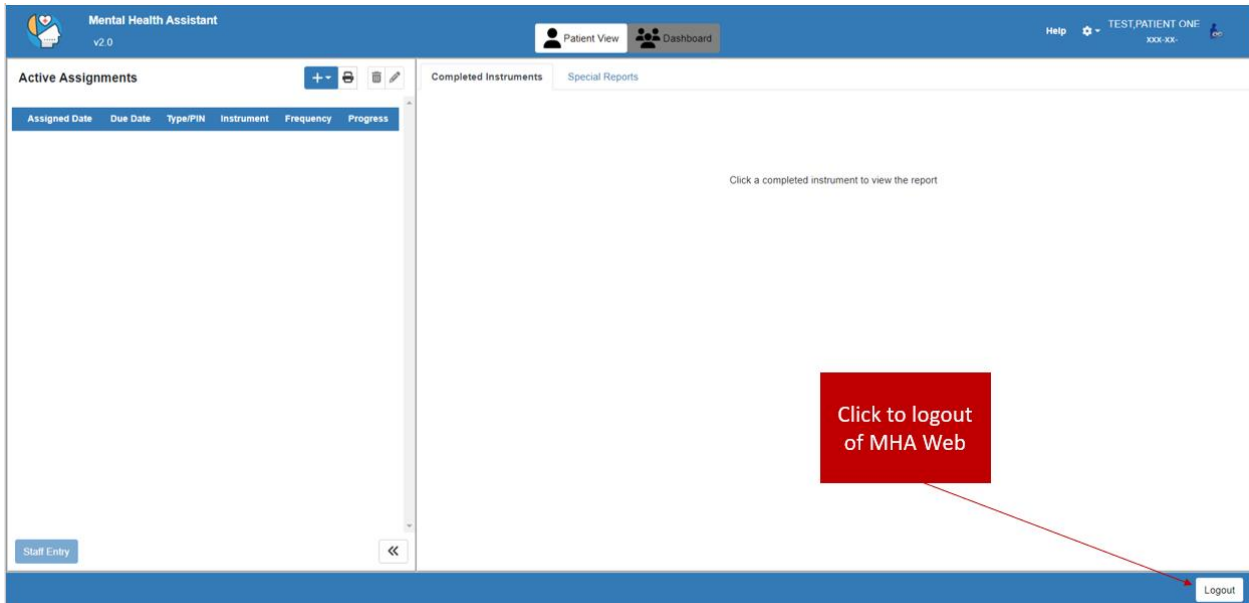 Mental Health Assistant
v2.0
Patient View
Dashboard
Help
TEST,PATIENT ONE
xxx-xx-
Active Assignments
Completed Instruments
Special Reports
Assigned Date Due Date Type/PIN Instrument Frequency Progress
Click a completed instrument to view the report
Click to logout
of MHA Web
Staff Entry
Logout